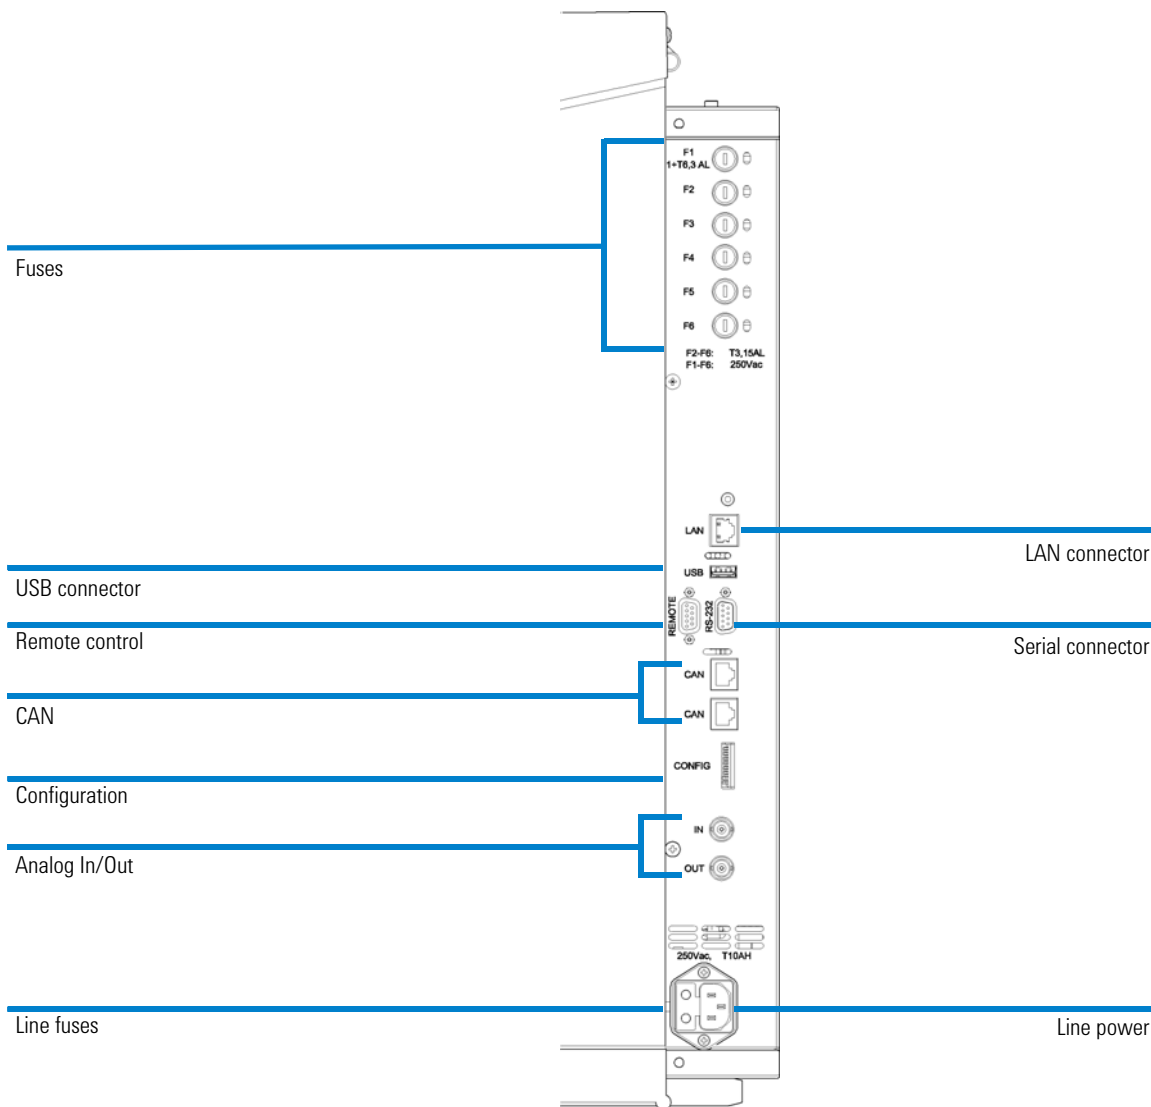 F1
1+T6,3 AL
F2
F3
F4
Fuses
F5
F6
F2-F6: T3,15AL
F1-F6: 250Vac
LAN
LAN connector
USB
USB connector
REMOTE
RS-232
Remote control
Serial connector
CAN
CAN
CAN
CONFIG
Configuration
IN
Analog In/Out
OUT
250Vac, T10AH
Line fuses
Line power